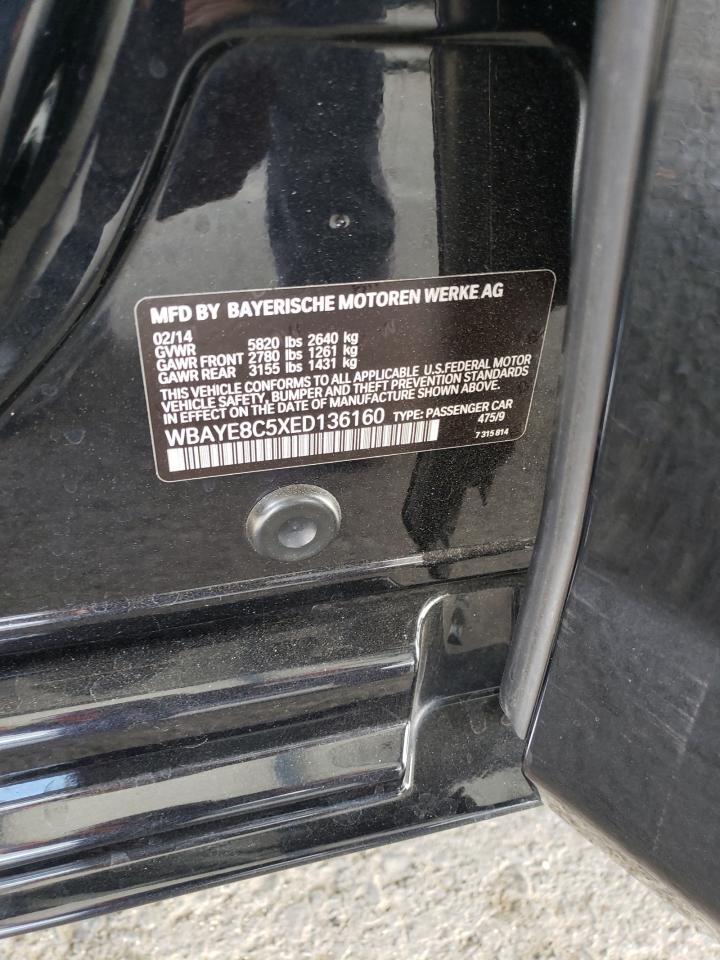 MFD BY BAYERISCHE MOTOREN WERKE AG
02/14
GVWR 5820 lbs 2640 kg
GAWR FRONT 2780 lbs 1261 kg
GAWR REAR 3155 lbs 1431 kg
THIS VEHICLE CONFORMS TO ALL APPLICABLE U.S.FEDERAL MOTOR
VEHICLE SAFETY, BUMPER AND THEFT PREVENTION STANDARDS
IN EFFECT ON THE DATE OF MANUFACTURE SHOWN ABOVE.
WBAYE8C5XED136160 TYPE: PASSENGER CAR
475/9
7 315 814